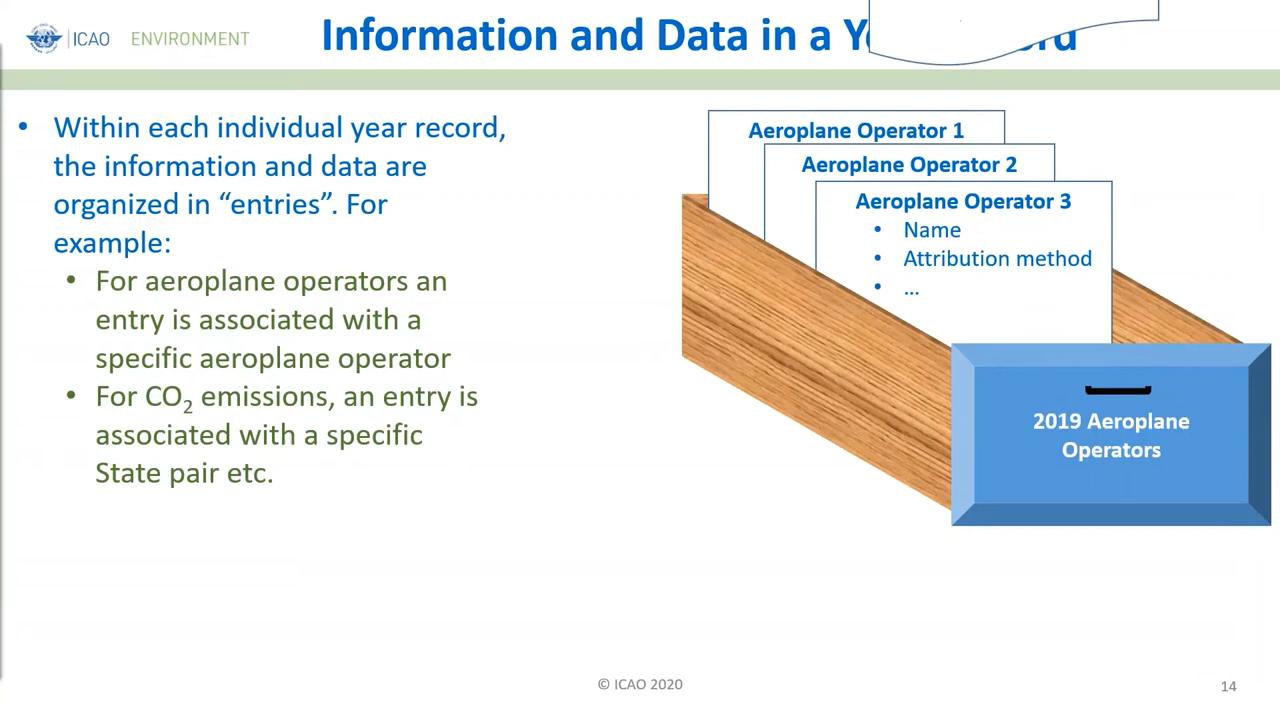 ICAO ENVIRONMENT
Information and Data in a
Within each individual year record,
the information and data are
organized in “entries”. For
example:
For aeroplane operators an
entry is associated with a
specific aeroplane operator
For CO2 emissions, an entry is
associated with a specific
State pair etc.
Aeroplane Operator 1
Aeroplane Operator 2
Aeroplane Operator 3
Name
Attribution method
...
2019 Aeroplane
Operators
© ICAO 2020
14